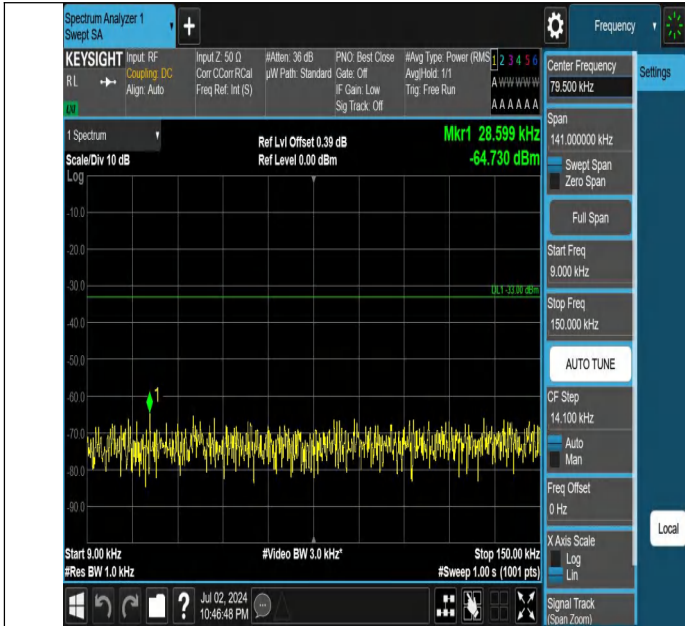 Spectrum Analyzer 1
Swept SA
+
Frequency
KEYSIGHT
RL
Input: RF
Coupling: DC
Align: Auto
Input Z: 50 Ω
Corr CCorr RCal
Freq Ref: Int (S)
#Atten: 36 dB
µW Path: Standard
PNO: Best Close
Gate: Off
IF Gain: Low
Sig Track: Off
#Avg Type: Power (RMS
Avg|Hold: 1/1
Trig: Free Run
1 2 3 4 5 6
A W W W W W
A A A A A A
1 Spectrum
Scale/Div 10 dB
Log
Ref Lvl Offset 0.39 dB
Ref Level 0.00 dBm
Mkr1 28.599 kHz
-64.730 dBm
-10.0
-20.0
-30.0
DL1 -33.00 dBm
-40.0
-50.0
-60.0
1
-70.0
-80.0
-90.0
Start 9.00 kHz
#Res BW 1.0 kHz
#Video BW 3.0 kHz*
Stop 150.00 kHz
#Sweep 1.00 s (1001 pts)
Jul 02, 2024
10:46:48 PM
?
Center Frequency
79.500 kHz
Settings
Span
141.000000 kHz
Swept Span
Zero Span
Full Span
Start Freq
9.000 kHz
Stop Freq
150.000 kHz
AUTO TUNE
CF Step
14.100 kHz
Auto
Man
Freq Offset
0 Hz
Local
X Axis Scale
Log
Lin
Signal Track
(Span Zoom)